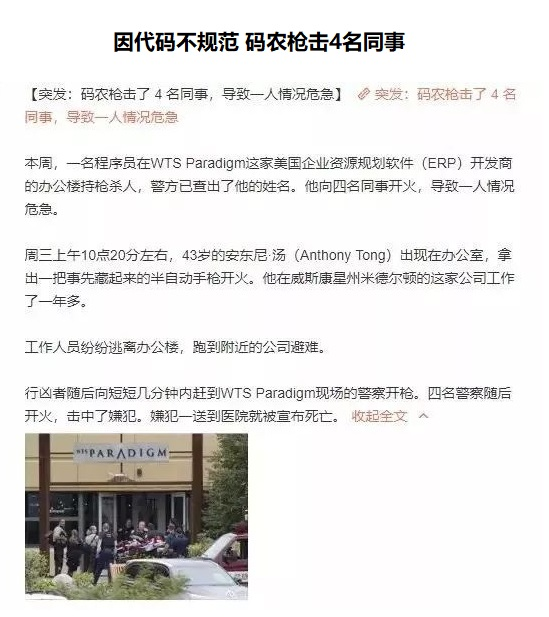 因代码不规范 码农枪击4名同事
【突发：码农枪击了 4 名同事，导致一人情况危急】 突发：码农枪击了 4 名
同事，导致一人情况危急
本周，一名程序员在WTS Paradigm这家美国企业资源规划软件（ERP）开发商
的办公楼持枪杀人，警方已查出了他的姓名。他向四名同事开火，导致一人情况
危急。
周三上午10点20分左右，43岁的安东尼·汤（Anthony Tong）出现在办公室，拿
出一把事先藏起来的半自动手枪开火。他在威斯康星州米德尔顿的这家公司工作
了一年多。
工作人员纷纷逃离办公楼，跑到附近的公司避难。
行凶者随后向短短几分钟内赶到WTS Paradigm现场的警察开枪。四名警察随后
开火，击中了嫌犯。嫌犯一送到医院就被宣布死亡。 收起全文
WTS PARADIGM